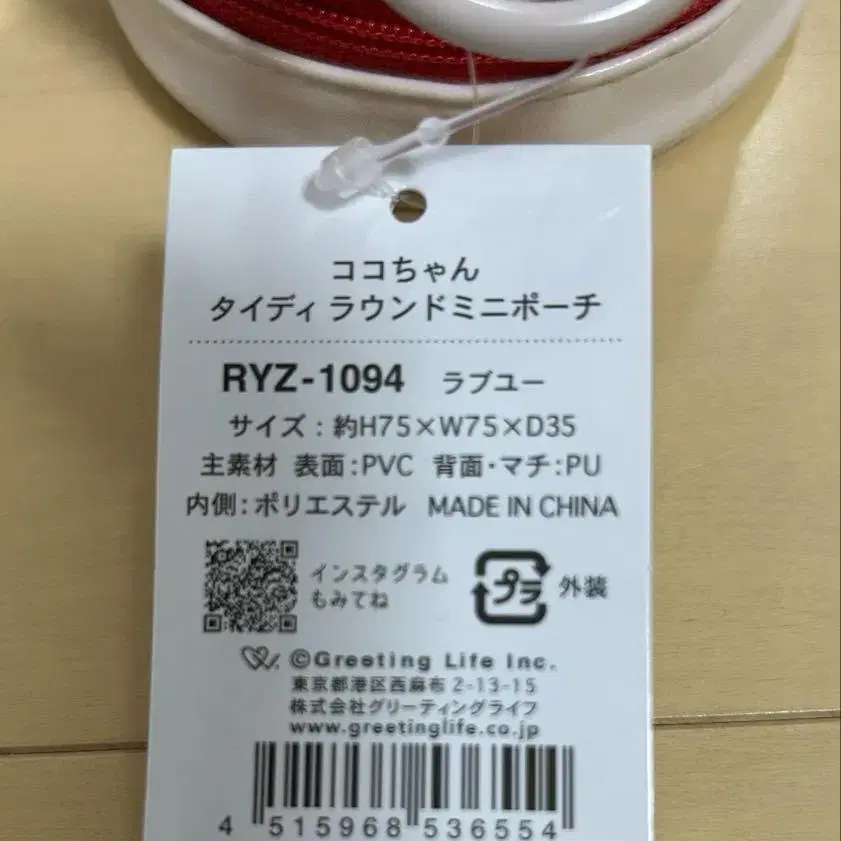 ココちゃん
タイディ ラウンドミニポーチ
RYZ-1094 ラブユー
サイズ:約H75×W75×D35
主素材 表面:PVC 背面・マチ:PU
内側:ポリエステル MADE IN CHINA
インスタグラム
もみてね
プラ 外装
©Greeting Life Inc.
東京都港区西麻布 2-13-15
株式会社グリーティングライフ
www.greetinglife.co.jp
4 515968 536554